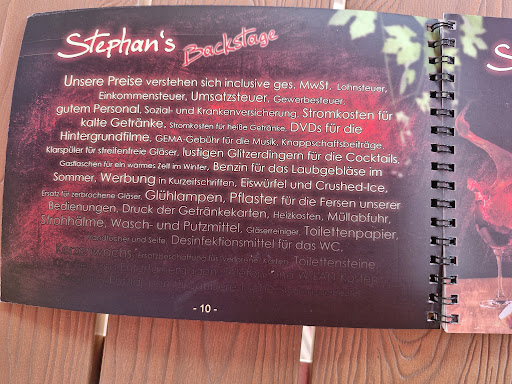 Stephan's Backstage
Unsere Preise verstehen sich inclusive ges. MwSt. Lohnsteuer,
Einkommensteuer, Umsatzsteuer, Gewerbesteuer,
gutem Personal, Sozial- und Krankenversicherung, Stromkosten für
kalte Getränke, Stromkosten für heiße Getränke, DVDs für die
Hintergrundfilme, GEMA-Gebühr für die Musik, Knappschaftsbeiträge,
Klarspüler für streifenfreie Gläser, lustigen Glitzerdingern für die Cocktails,
Gasflaschen für ein warmes Zelt im Winter, Benzin für das Laubgebläse im
Sommer, Werbung in Kurzeitschriften, Eiswürfel und Crushed-Ice,
Ersatz für zerbrochene Gläser, Glühlampen, Pflaster für die Fersen unserer
Bedienungen, Druck der Getränkekarten, Heizkosten, Müllabfuhr,
Strohhälme, Wasch- und Putzmittel, Gläserreiniger, Toilettenpapier,
und Seife, Desinfektionsmittel für das WC,
Toilettensteine,
- 10 -
S